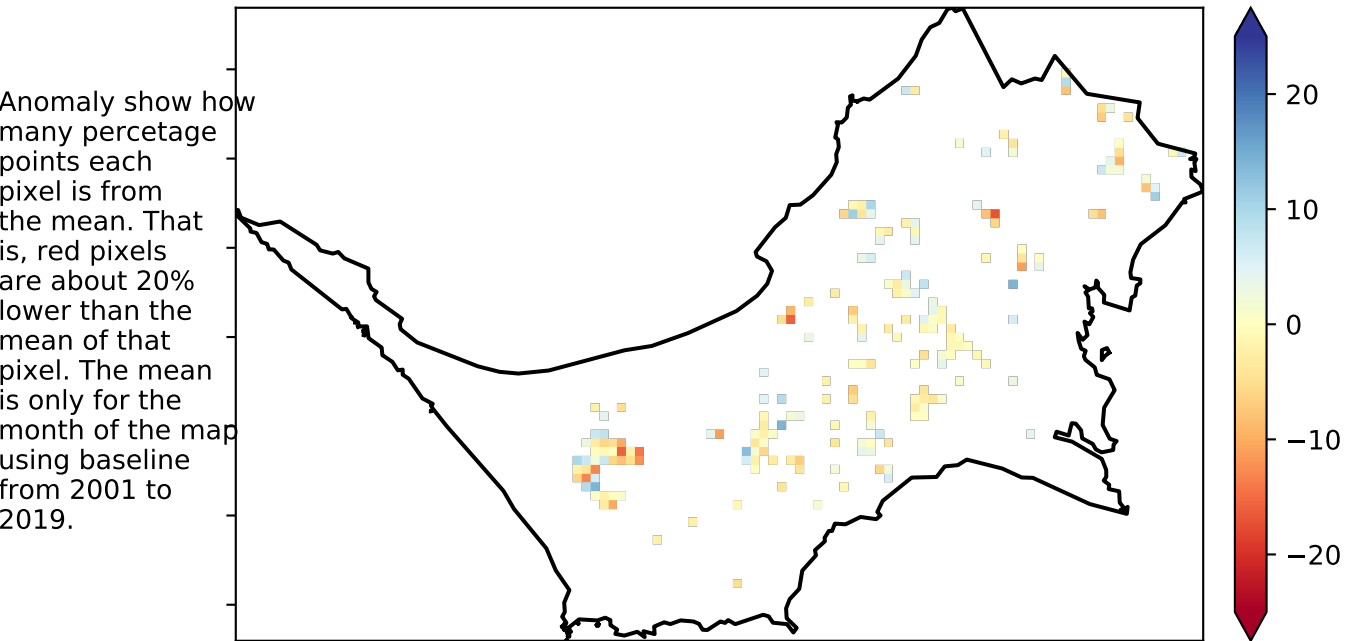 Anomaly show how
many percetage
points each
pixel is from
the mean. That
is, red pixels
are about 20%
lower than the
mean of that
pixel. The mean
is only for the
month of the map
using baseline
from 2001 to
2019.
20
10
0
−10
−20